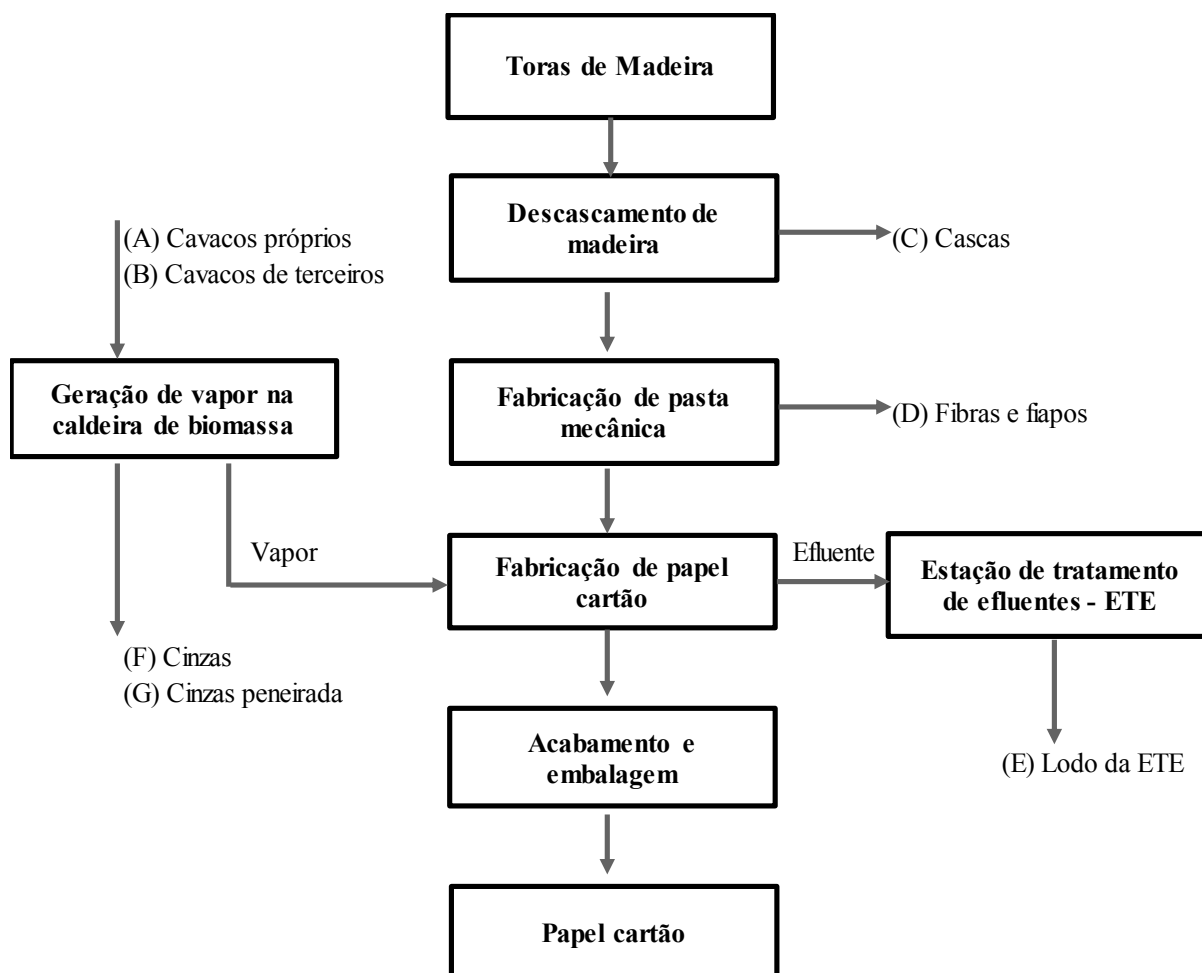 Toras de Madeira
Descascamento de
madeira
(A) Cavacos próprios
(B) Cavacos de terceiros
(C) Cascas
Geração de vapor na
caldeira de biomassa
Fabricação de pasta
mecânica
(D) Fibras e fiapos
Vapor
Fabricação de papel
cartão
Efluente
Estação de tratamento
de efluentes - ETE
(F) Cinzas
(G) Cinzas peneirada
Acabamento e
embalagem
(E) Lodo da ETE
Papel cartão